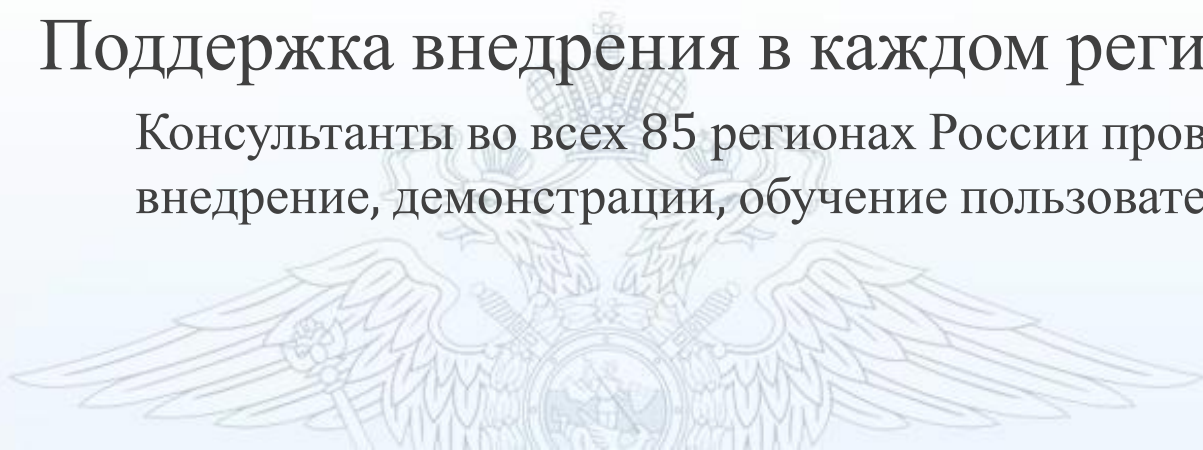 Поддержка внедрения в каждом реги
Консультанты во всех 85 регионах России пров
внедрение, демонстрации, обучение пользовате